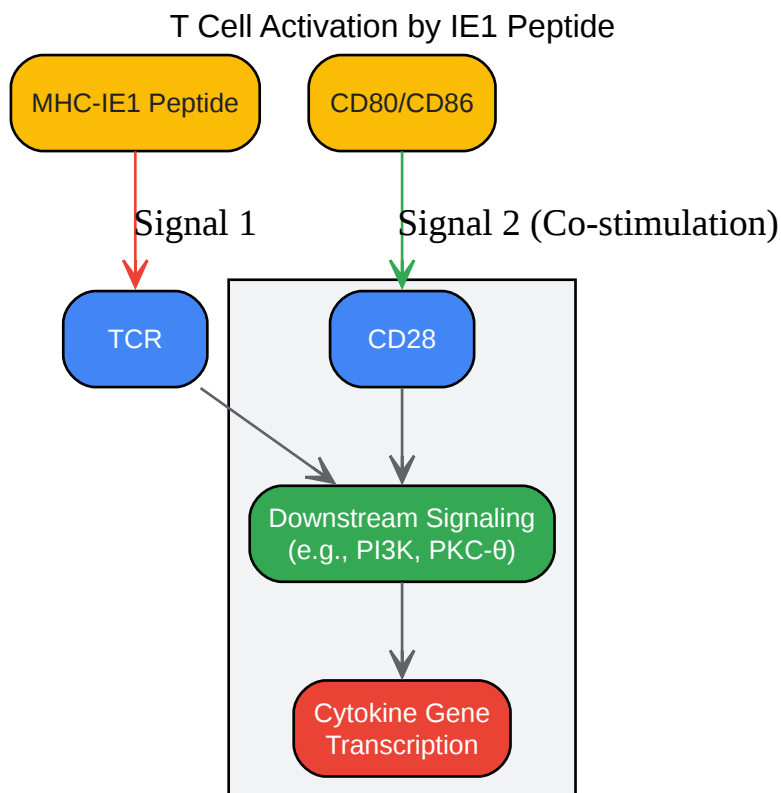 T Cell Activation by IE1 Peptide
MHC-IE1 Peptide
CD80/CD86
Signal 1
Signal 2 (Co-stimulation)
TCR
CD28
Downstream Signaling
(e.g., PI3K, PKC-θ)
Cytokine Gene
Transcription